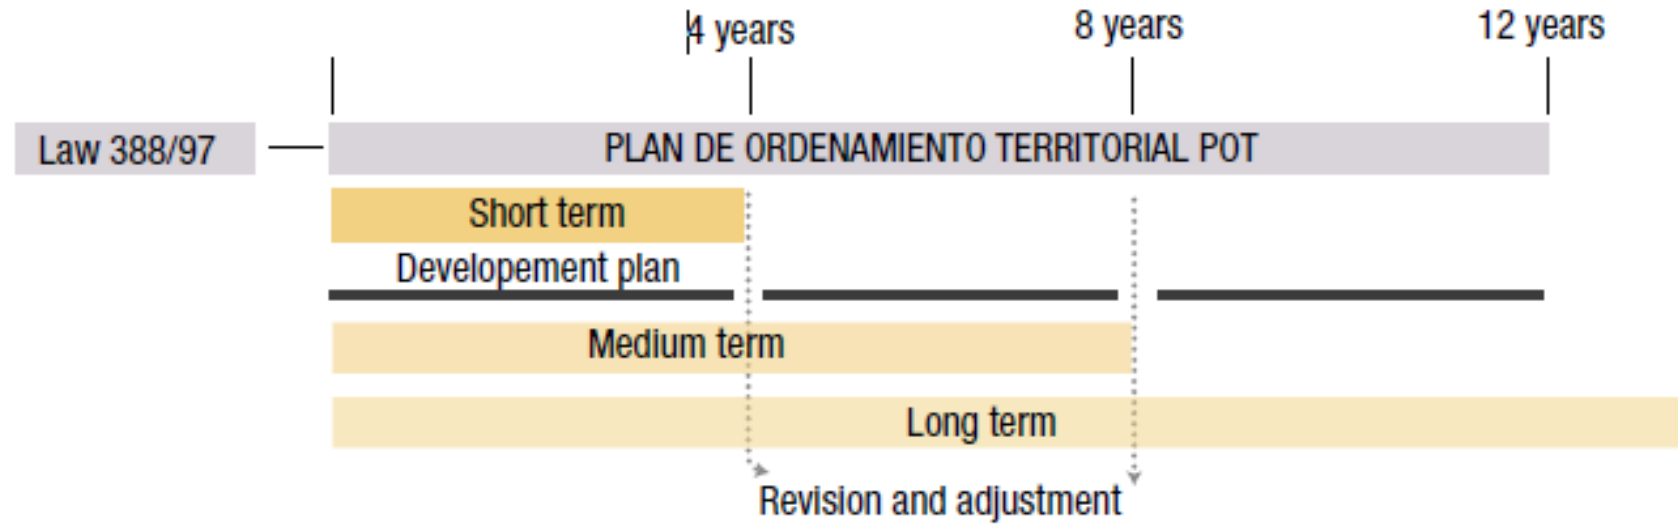 4 years
8 years
12 years
Law 388/97
PLAN DE ORDENAMIENTO TERRITORIAL POT
Short term
Developement plan
Medium term
Long term
Revision and adjustment